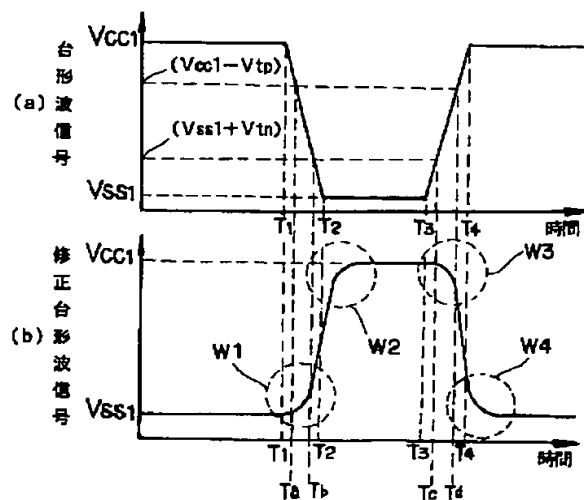 (a)
台形波信号
VCC1
(Vcc1−Vtp)
(Vss1+Vtn)
VSS1
T1
T2
T3
T4
時間
(b)
修正台形波信号
VCC1
VSS1
W1
W2
W3
W4
T1
T2
T3
T4
時間
Ta
Tb
Tc
Td